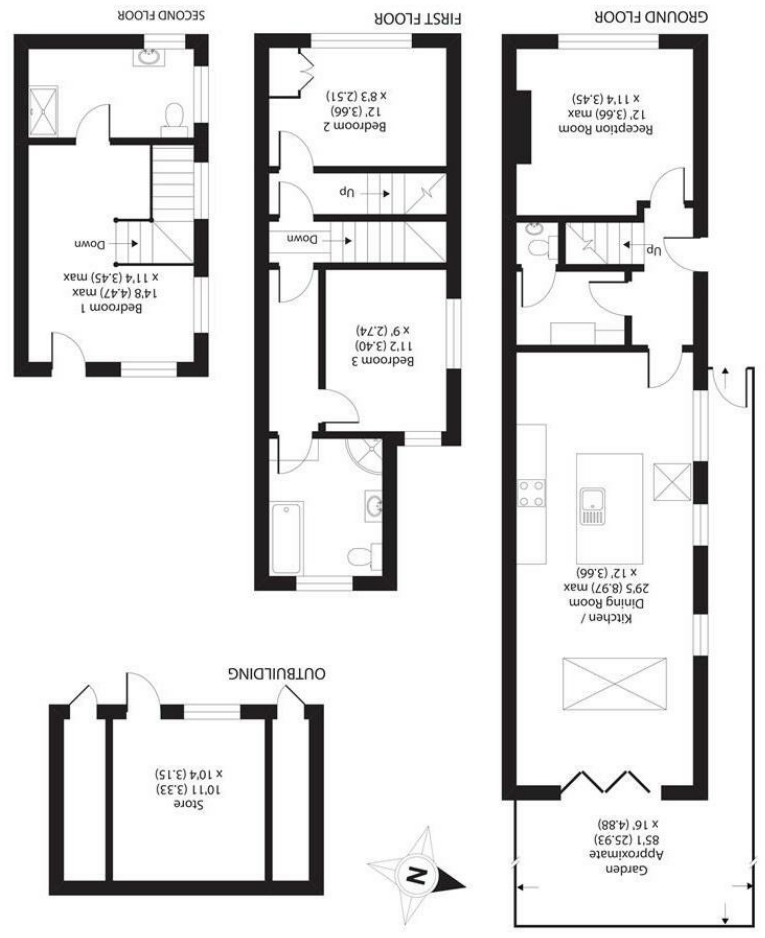 Garden
Approximate
85'1 (25.93)
x 16' (4.88)
N
Store
10'11 (3.33)
x 10'4 (3.15)
OUTBUILDING
Kitchen /
Dining Room
29'5 (8.97) max
x 12' (3.66)
Up
Reception Room
12' (3.66) max
x 11'4 (3.45)
GROUND FLOOR
Bedroom 3
11'2 (3.40)
x 9' (2.74)
Down
Up
Bedroom 2
12' (3.66)
x 8'3 (2.51)
FIRST FLOOR
Bedroom 1
14'8 (4.47) max
x 11'4 (3.45) max
Down
SECOND FLOOR